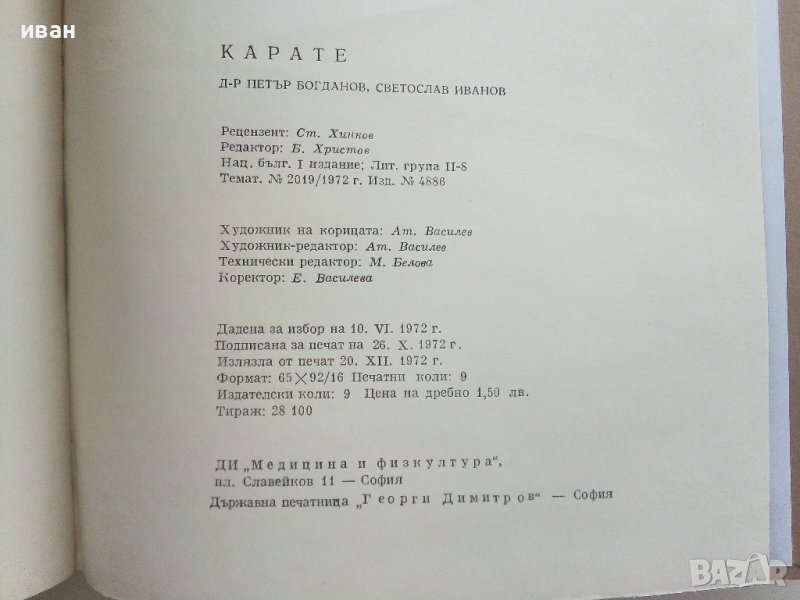 иван
КАРАТЕ
Д-Р ПЕТЪР БОГДАНОВ, СВЕТОСЛАВ ИВАНОВ
Рецензент: Ст. Хинков
Редактор: Б. Христов
Нац. бълг. I издание; Лит. група II-8
Темат. № 2019/1972 г. Изд. № 4886
Художник на корицата: Ат. Василев
Художник-редактор: Ат. Василев
Технически редактор: М. Белова
Коректор: Е. Василева
Дадена за избор на 10. VI. 1972 г.
Подписана за печат на 26. X. 1972 г.
Излязла от печат 20. XII. 1972 г.
Формат: 65×92/16 Печатни коли: 9
Издателски коли: 9 Цена на дребно 1,50 лв.
Тираж: 28 100
ДИ „Медицина и физкултура“,
пл. Славейков 11 — София
Държавна печатница „Георги Димитров“ — София
BAZAR